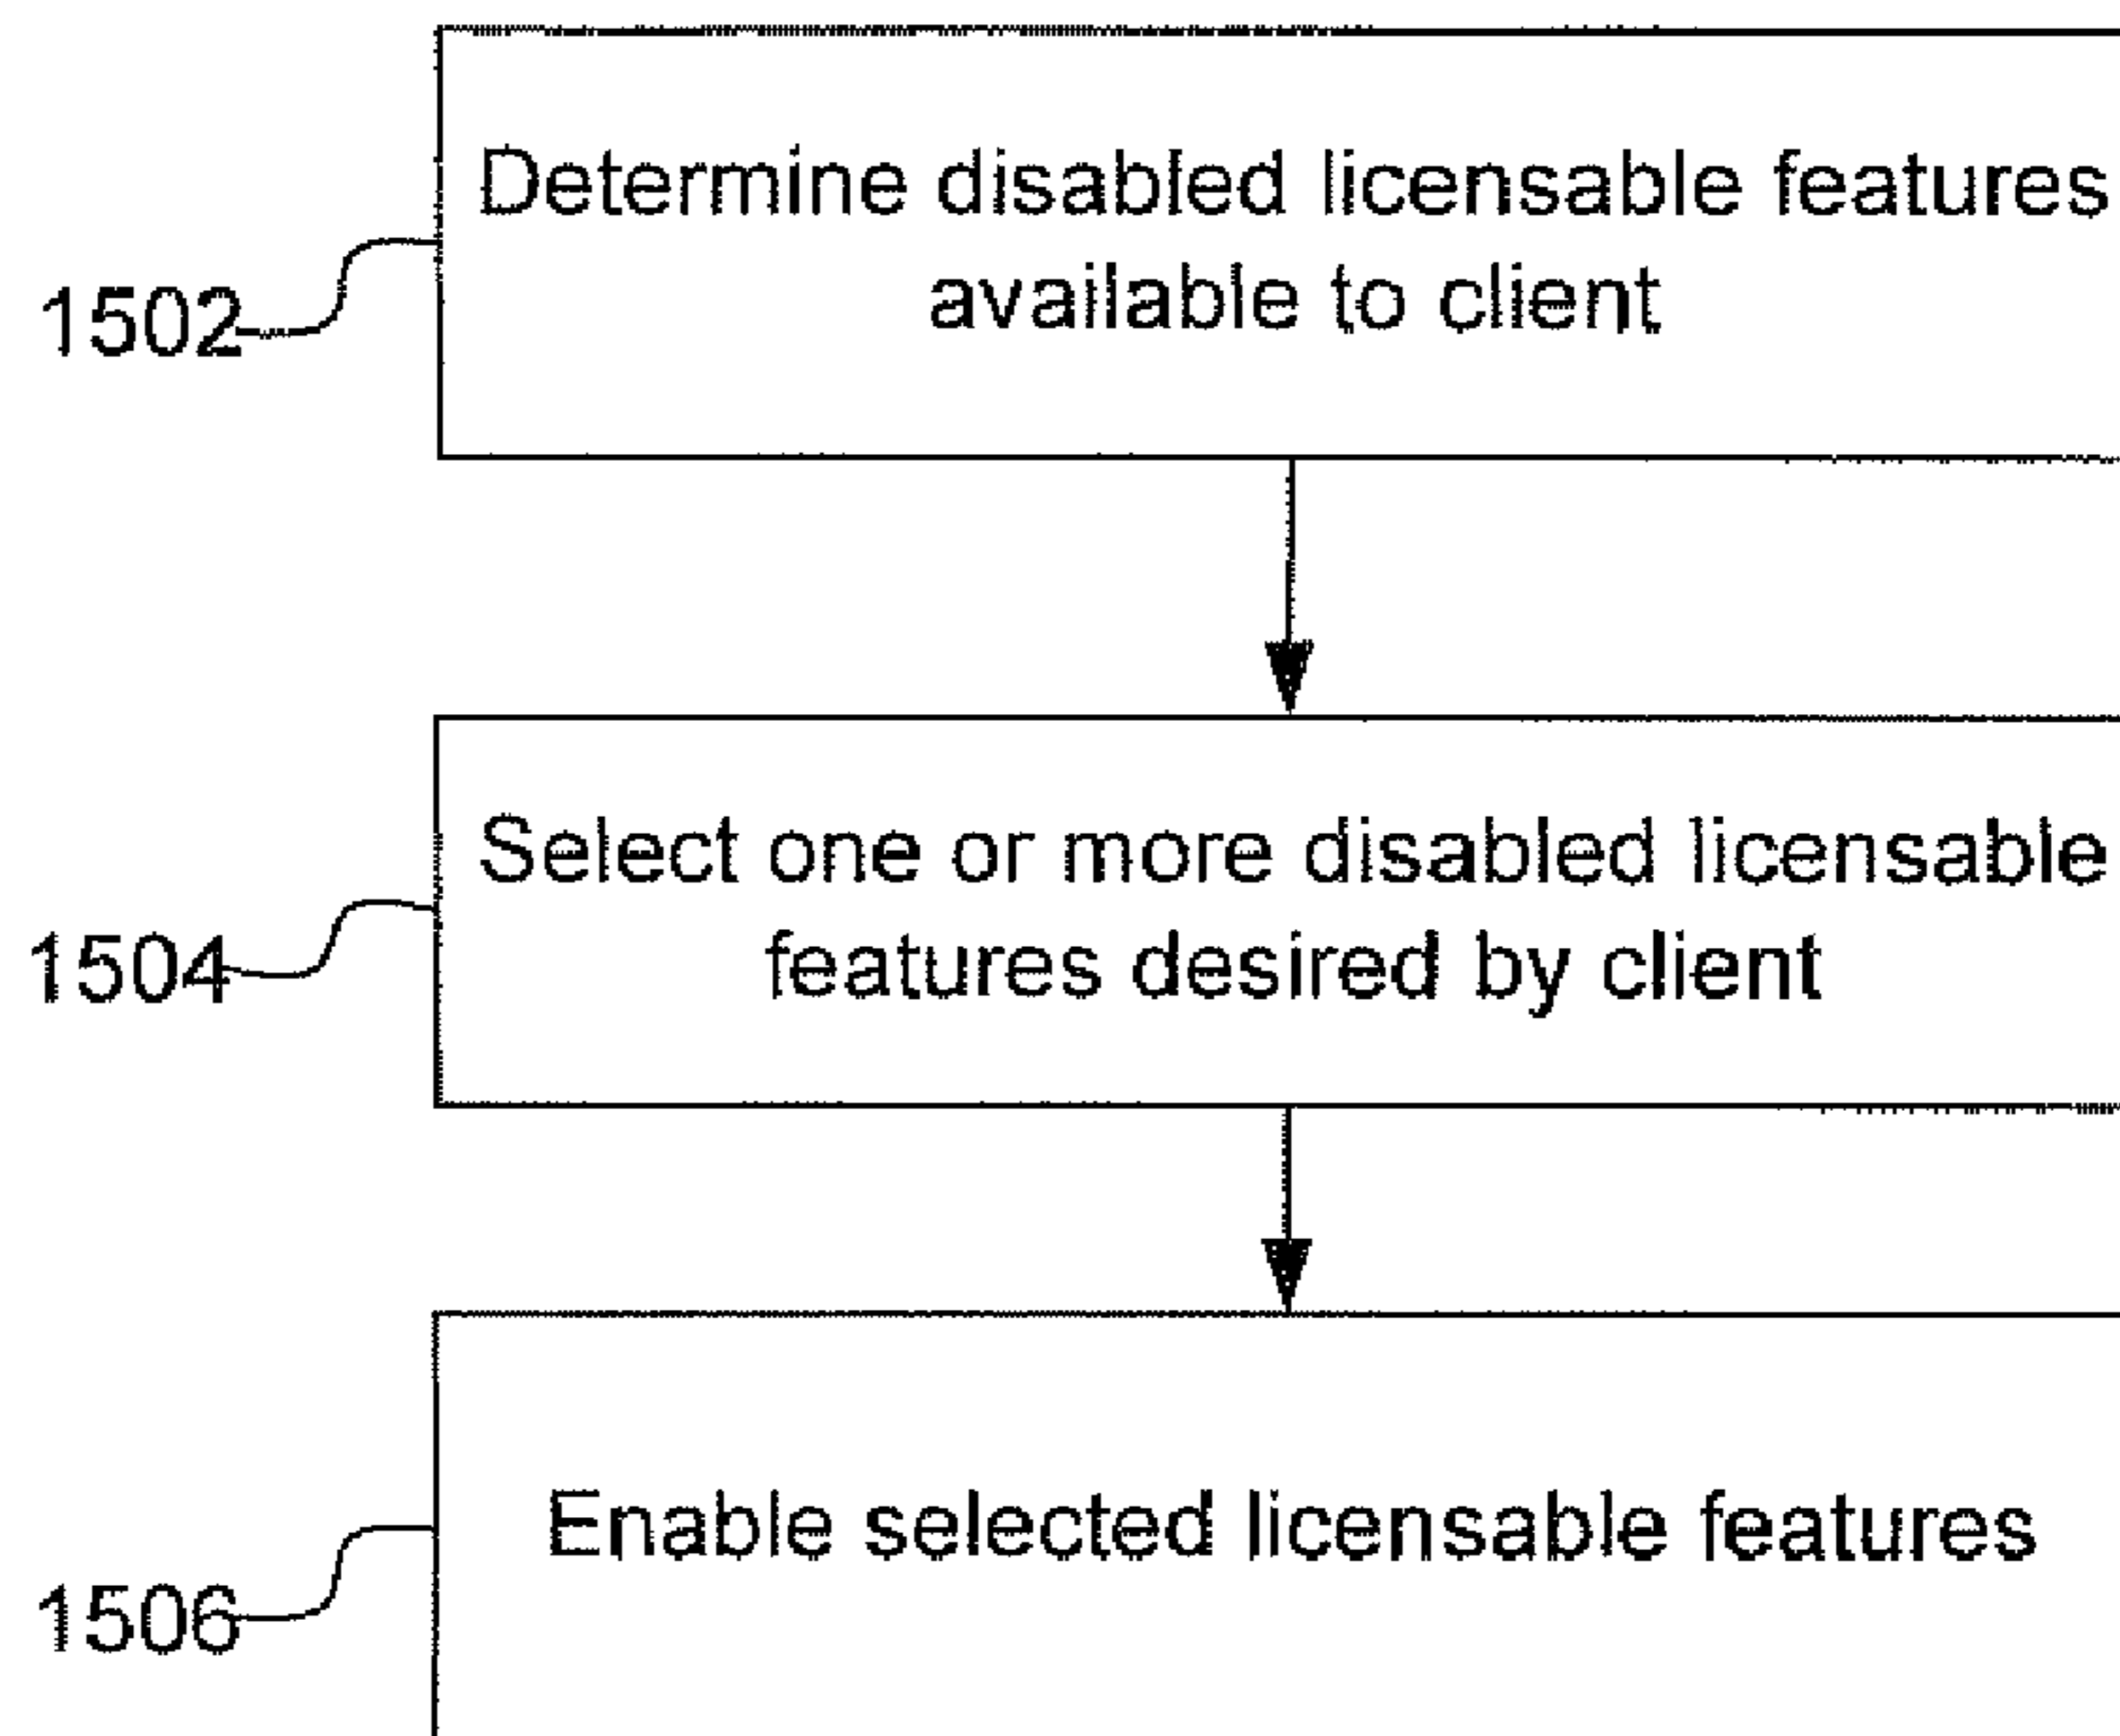 Determine disabled licensable features
available to client
1502
Select one or more disabled licensable
features desired by client
1504
Enable selected licensable features
1506